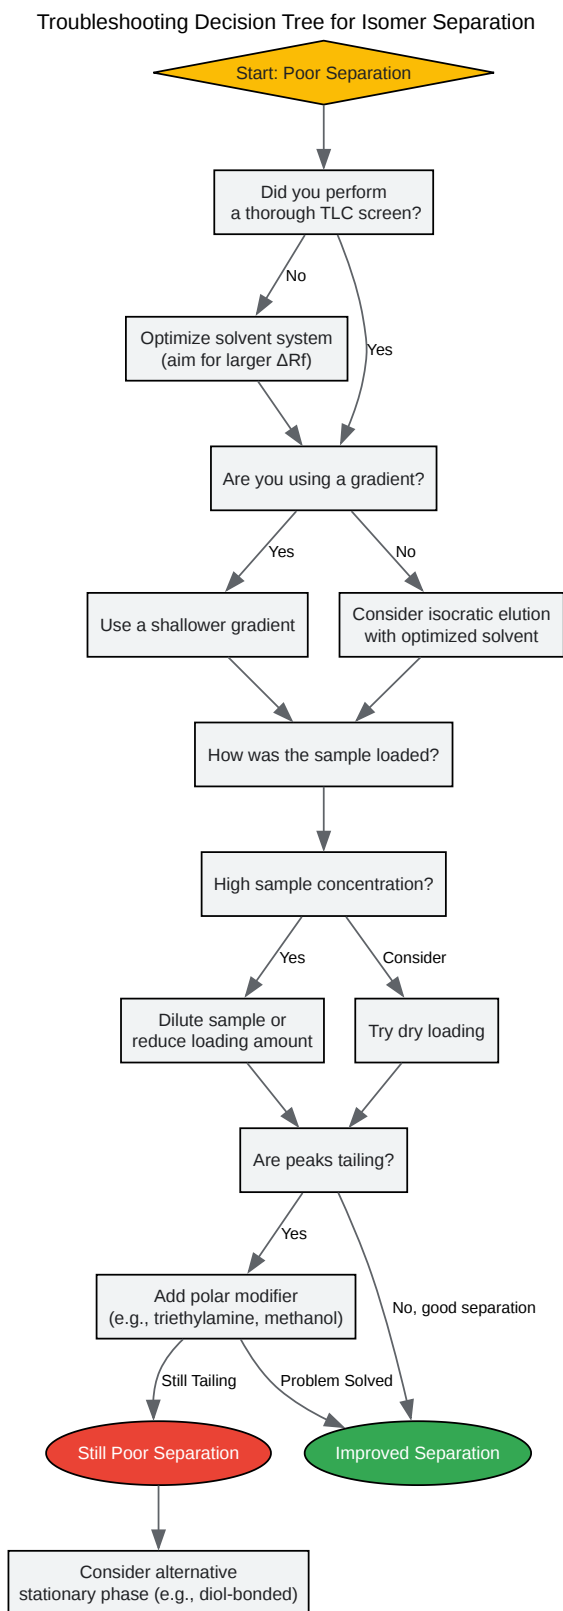 Troubleshooting Decision Tree for Isomer Separation
Start: Poor Separation
Did you perform
a thorough TLC screen?
No
Yes
Optimize solvent system
(aim for larger ΔRf)
Are you using a gradient?
Yes
No
Use a shallower gradient
Consider isocratic elution
with optimized solvent
How was the sample loaded?
High sample concentration?
Yes
Consider
Dilute sample or
reduce loading amount
Try dry loading
Are peaks tailing?
Yes
No, good separation
Add polar modifier
(e.g., triethylamine, methanol)
Still Tailing
Problem Solved
Still Poor Separation
Improved Separation
Consider alternative
stationary phase (e.g., diol-bonded)